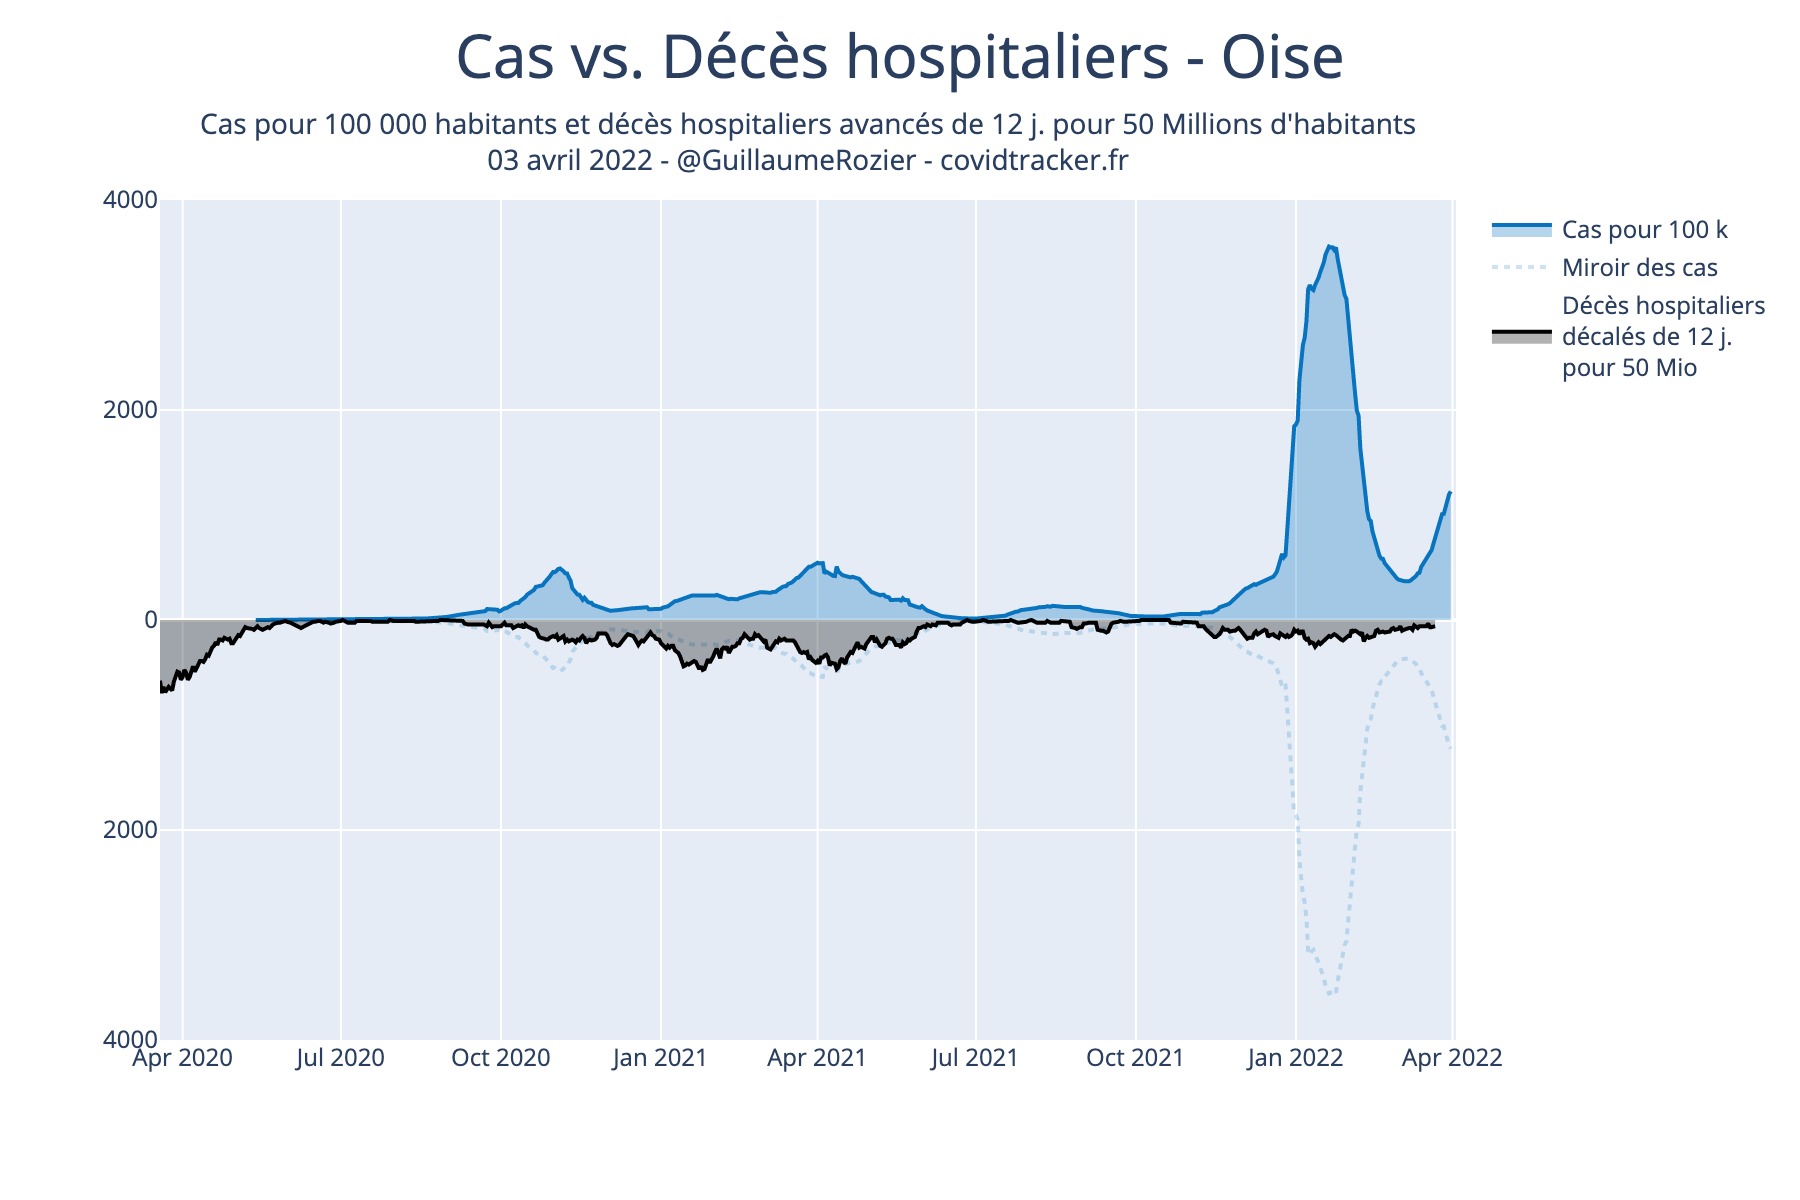 Cas vs. Décès hospitaliers - Oise
Cas pour 100 000 habitants et décès hospitaliers avancés de 12 j. pour 50 Millions d'habitants
03 avril 2022 - @GuillaumeRozier - covidtracker.fr
4000
2000
0
2000
4000
Apr 2020
Jul 2020
Oct 2020
Jan 2021
Apr 2021
Jul 2021
Oct 2021
Jan 2022
Apr 2022
Cas pour 100 k
Miroir des cas
Décès hospitaliers
décalés de 12 j.
pour 50 Mio